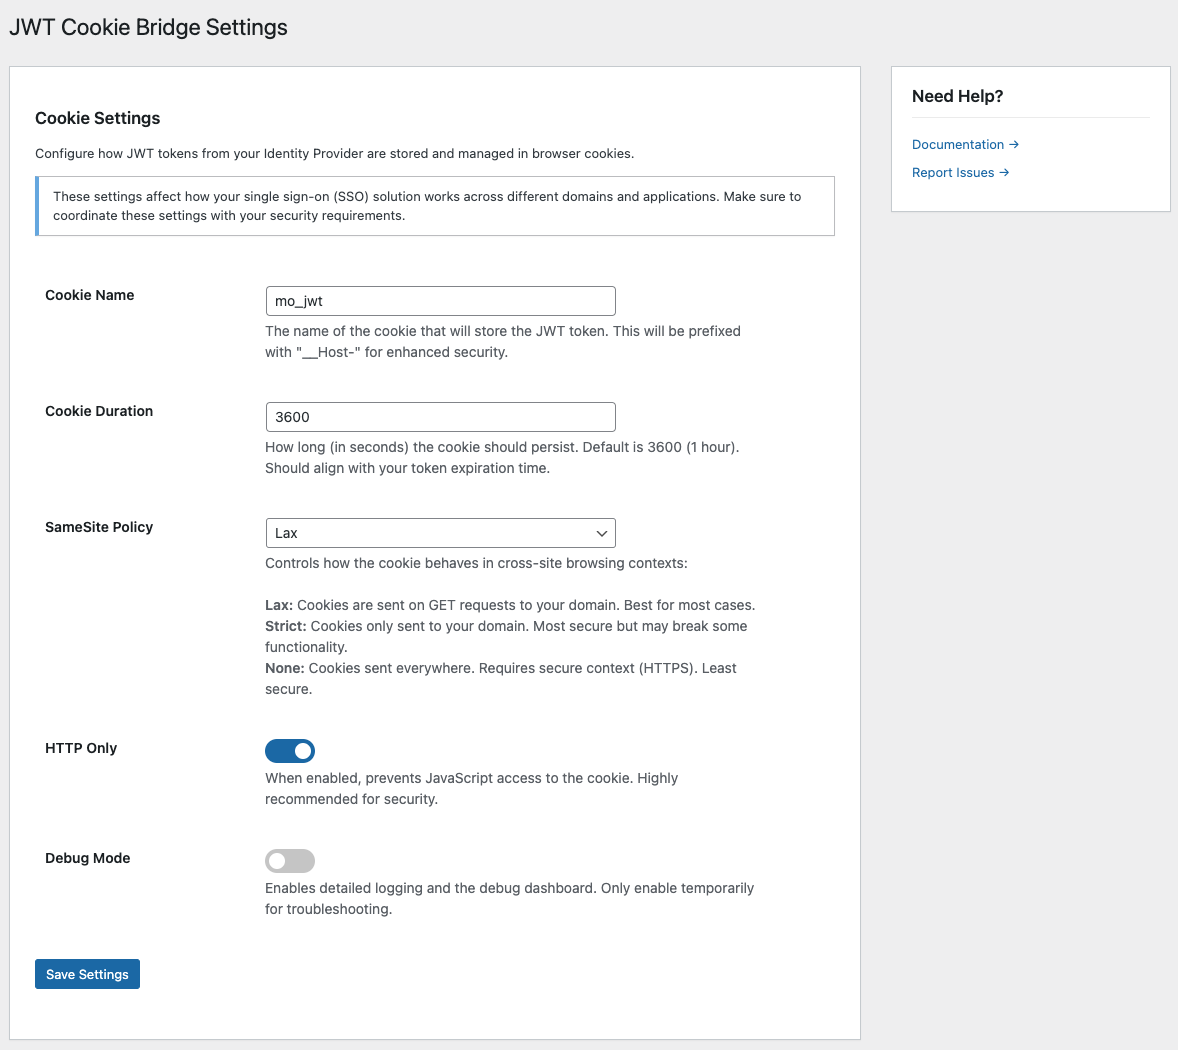 JWT Cookie Bridge Settings
Cookie Settings
Configure how JWT tokens from your Identity Provider are stored and managed in browser cookies.
These settings affect how your single sign-on (SSO) solution works across different domains and applications. Make sure to
coordinate these settings with your security requirements.
Cookie Name
mo_jwt
The name of the cookie that will store the JWT token. This will be prefixed
with "__Host-" for enhanced security.
Cookie Duration
3600
How long (in seconds) the cookie should persist. Default is 3600 (1 hour).
Should align with your token expiration time.
SameSite Policy
Lax
Controls how the cookie behaves in cross-site browsing contexts:
Lax: Cookies are sent on GET requests to your domain. Best for most cases.
Strict: Cookies only sent to your domain. Most secure but may break some
functionality.
None: Cookies sent everywhere. Requires secure context (HTTPS). Least
secure.
HTTP Only
When enabled, prevents JavaScript access to the cookie. Highly
recommended for security.
Debug Mode
Enables detailed logging and the debug dashboard. Only enable temporarily
for troubleshooting.
Save Settings
Need Help?
Documentation →
Report Issues →